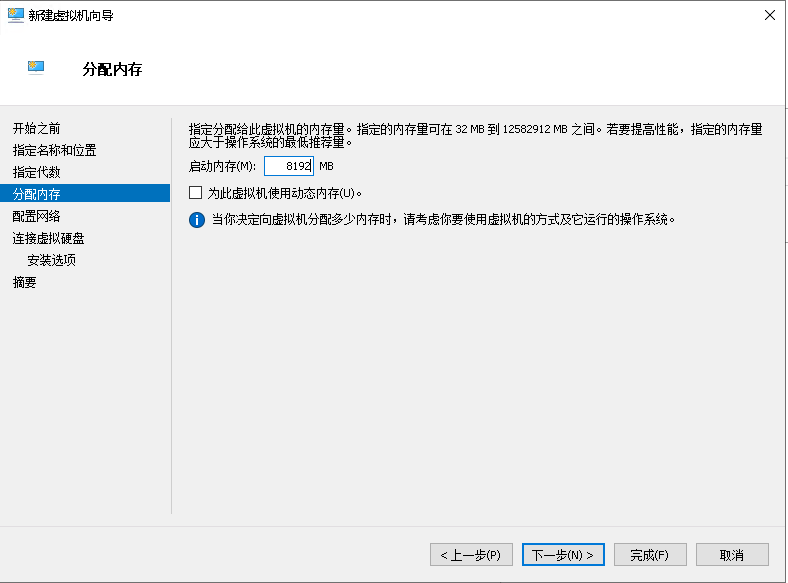 新建虚拟机向导
分配内存
开始之前
指定名称和位置
指定代数
分配内存
配置网络
连接虚拟硬盘
安装选项
摘要
指定分配给此虚拟机的内存量。指定的内存量可在 32 MB 到 12582912 MB 之间。若要提高性能，指定的内存量
应大于操作系统的最低推荐量。
启动内存(M): 8192 MB
为此虚拟机使用动态内存(U)。
当你决定向虚拟机分配多少内存时，请考虑你要使用虚拟机的方式及它运行的操作系统。
< 上一步(P) 下一步(N) > 完成(F) 取消